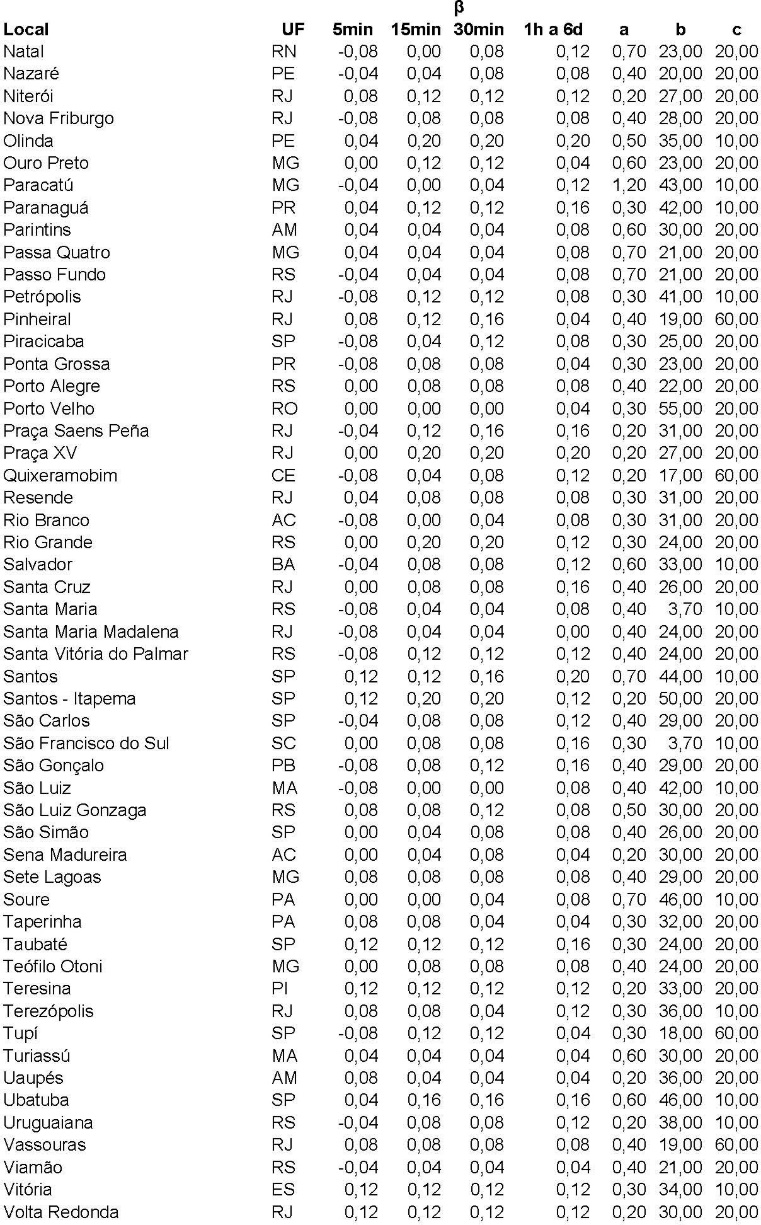 β
Local UF 5min 15min 30min 1h a 6d a b c
Natal RN -0,08 0,00 0,08 0,12 0,70 23,00 20,00
Nazaré PE -0,04 0,04 0,08 0,08 0,40 20,00 20,00
Niterói RJ 0,08 0,12 0,12 0,12 0,20 27,00 20,00
Nova Friburgo RJ -0,08 0,08 0,08 0,08 0,40 28,00 20,00
Olinda PE 0,04 0,20 0,20 0,20 0,50 35,00 10,00
Ouro Preto MG 0,00 0,12 0,12 0,04 0,60 23,00 20,00
Paracatú MG -0,04 0,00 0,04 0,12 1,20 43,00 10,00
Paranaguá PR 0,04 0,12 0,12 0,16 0,30 42,00 10,00
Parintins AM 0,04 0,04 0,04 0,08 0,60 30,00 20,00
Passa Quatro MG 0,04 0,04 0,04 0,08 0,70 21,00 20,00
Passo Fundo RS -0,04 0,04 0,04 0,08 0,70 21,00 20,00
Petrópolis RJ -0,08 0,12 0,12 0,08 0,30 41,00 10,00
Pinheiral RJ 0,08 0,12 0,16 0,04 0,40 19,00 60,00
Piracicaba SP -0,08 0,04 0,12 0,08 0,30 25,00 20,00
Ponta Grossa PR -0,08 0,08 0,08 0,04 0,30 23,00 20,00
Porto Alegre RS 0,00 0,08 0,08 0,08 0,40 22,00 20,00
Porto Velho RO 0,00 0,00 0,00 0,04 0,30 55,00 20,00
Praça Saens Peña RJ -0,04 0,12 0,16 0,16 0,20 31,00 20,00
Praça XV RJ 0,00 0,20 0,20 0,20 0,20 27,00 20,00
Quixeramobim CE -0,08 0,04 0,08 0,12 0,20 17,00 60,00
Resende RJ 0,04 0,08 0,08 0,08 0,30 31,00 20,00
Rio Branco AC -0,08 0,00 0,04 0,08 0,30 31,00 20,00
Rio Grande RS 0,00 0,20 0,20 0,12 0,30 24,00 20,00
Salvador BA -0,04 0,08 0,08 0,12 0,60 33,00 10,00
Santa Cruz RJ 0,00 0,08 0,08 0,16 0,40 26,00 20,00
Santa Maria RS -0,08 0,04 0,04 0,08 0,40 3,70 10,00
Santa Maria Madalena RJ -0,08 0,04 0,04 0,00 0,40 24,00 20,00
Santa Vitória do Palmar RS -0,08 0,12 0,12 0,12 0,40 24,00 20,00
Santos SP 0,12 0,12 0,16 0,20 0,70 44,00 10,00
Santos - Itapema SP 0,12 0,20 0,20 0,12 0,20 50,00 20,00
São Carlos SP -0,04 0,08 0,08 0,12 0,40 29,00 20,00
São Francisco do Sul SC 0,00 0,08 0,08 0,16 0,30 3,70 10,00
São Gonçalo PB -0,08 0,08 0,12 0,16 0,40 29,00 20,00
São Luiz MA -0,08 0,00 0,00 0,08 0,40 42,00 10,00
São Luiz Gonzaga RS 0,08 0,08 0,12 0,08 0,50 30,00 20,00
São Simão SP 0,00 0,04 0,08 0,08 0,40 26,00 20,00
Sena Madureira AC 0,00 0,04 0,08 0,04 0,20 30,00 20,00
Sete Lagoas MG 0,08 0,08 0,08 0,08 0,40 29,00 20,00
Soure PA 0,00 0,00 0,04 0,08 0,70 46,00 10,00
Taperinha PA 0,08 0,08 0,04 0,04 0,30 32,00 20,00
Taubaté SP 0,12 0,12 0,12 0,16 0,30 24,00 20,00
Teófilo Otoni MG 0,00 0,08 0,08 0,08 0,40 24,00 20,00
Teresina PI 0,12 0,12 0,12 0,12 0,20 33,00 20,00
Terezópolis RJ 0,08 0,08 0,04 0,12 0,30 36,00 10,00
Tupí SP -0,08 0,12 0,12 0,04 0,30 18,00 60,00
Turiassú MA 0,04 0,04 0,04 0,04 0,60 30,00 20,00
Uaupés AM 0,08 0,04 0,04 0,04 0,20 36,00 20,00
Ubatuba SP 0,04 0,16 0,16 0,16 0,60 46,00 10,00
Uruguaiana RS -0,04 0,08 0,08 0,12 0,20 38,00 10,00
Vassouras RJ 0,08 0,08 0,08 0,08 0,40 19,00 60,00
Viamão RS -0,04 0,04 0,04 0,04 0,40 21,00 20,00
Vitória ES 0,12 0,12 0,12 0,12 0,30 34,00 10,00
Volta Redonda RJ 0,12 0,12 0,12 0,12 0,20 30,00 20,00